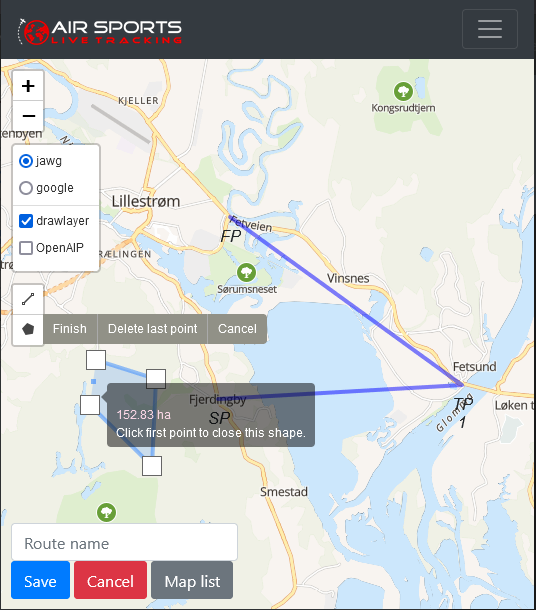 AIR SPORTS
LIVE TRACKING
+
−
KJELLER
Kongsrudtjern
jawg
google
drawlayer
OpenAIP
Lillestrøm
Fetveien
FP
RÆLINGEN
Sørumsneset
Vinsnes
Finish
Delete last point
Cancel
Fetsund
Fjerdingby
SP
TP
1
Glomma
Løken t
152.83 ha
Click first point to close this shape.
Smestad
Route name
Save
Cancel
Map list